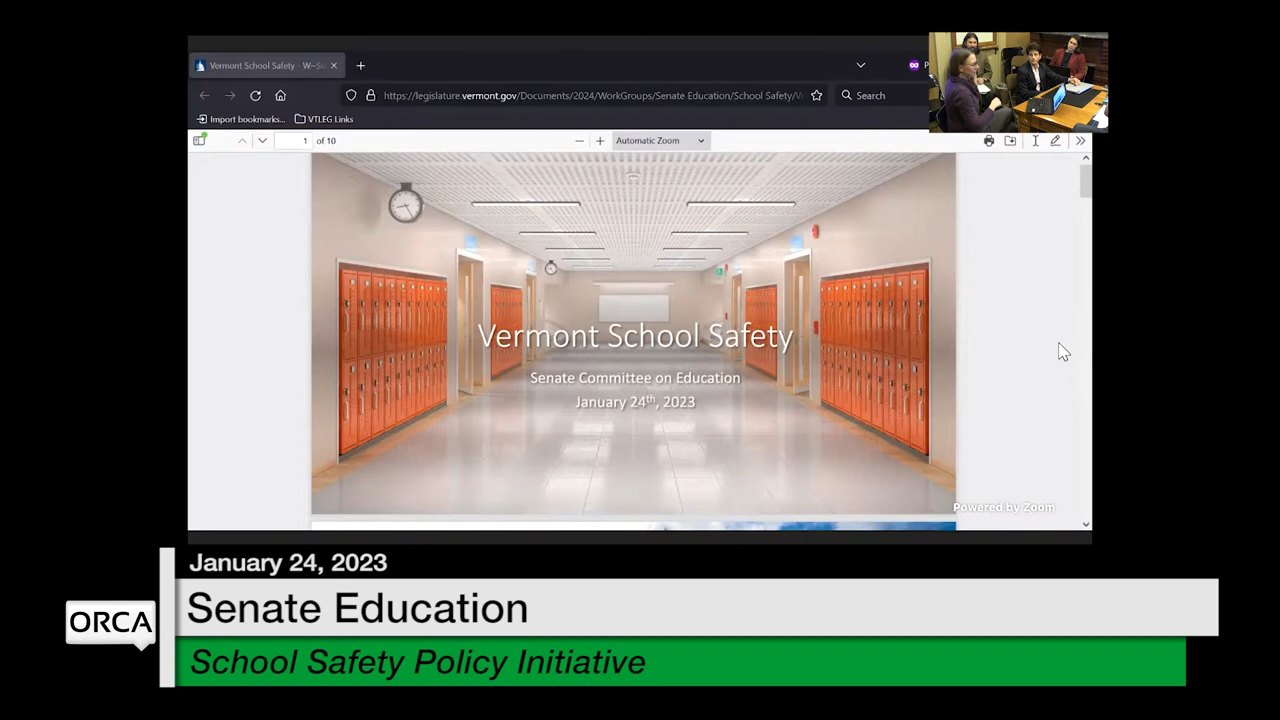 Vermont School Safety - W~Su
https://legislature.vermont.gov/Documents/2024/WorkGroups/Senate Education/School Safety/W
Search
Import bookmarks...
VTLEG Links
1 of 10
Automatic Zoom
Vermont School Safety
Senate Committee on Education
January 24th, 2023
Powered by Zoom
January 24, 2023
ORCA
Senate Education
School Safety Policy Initiative